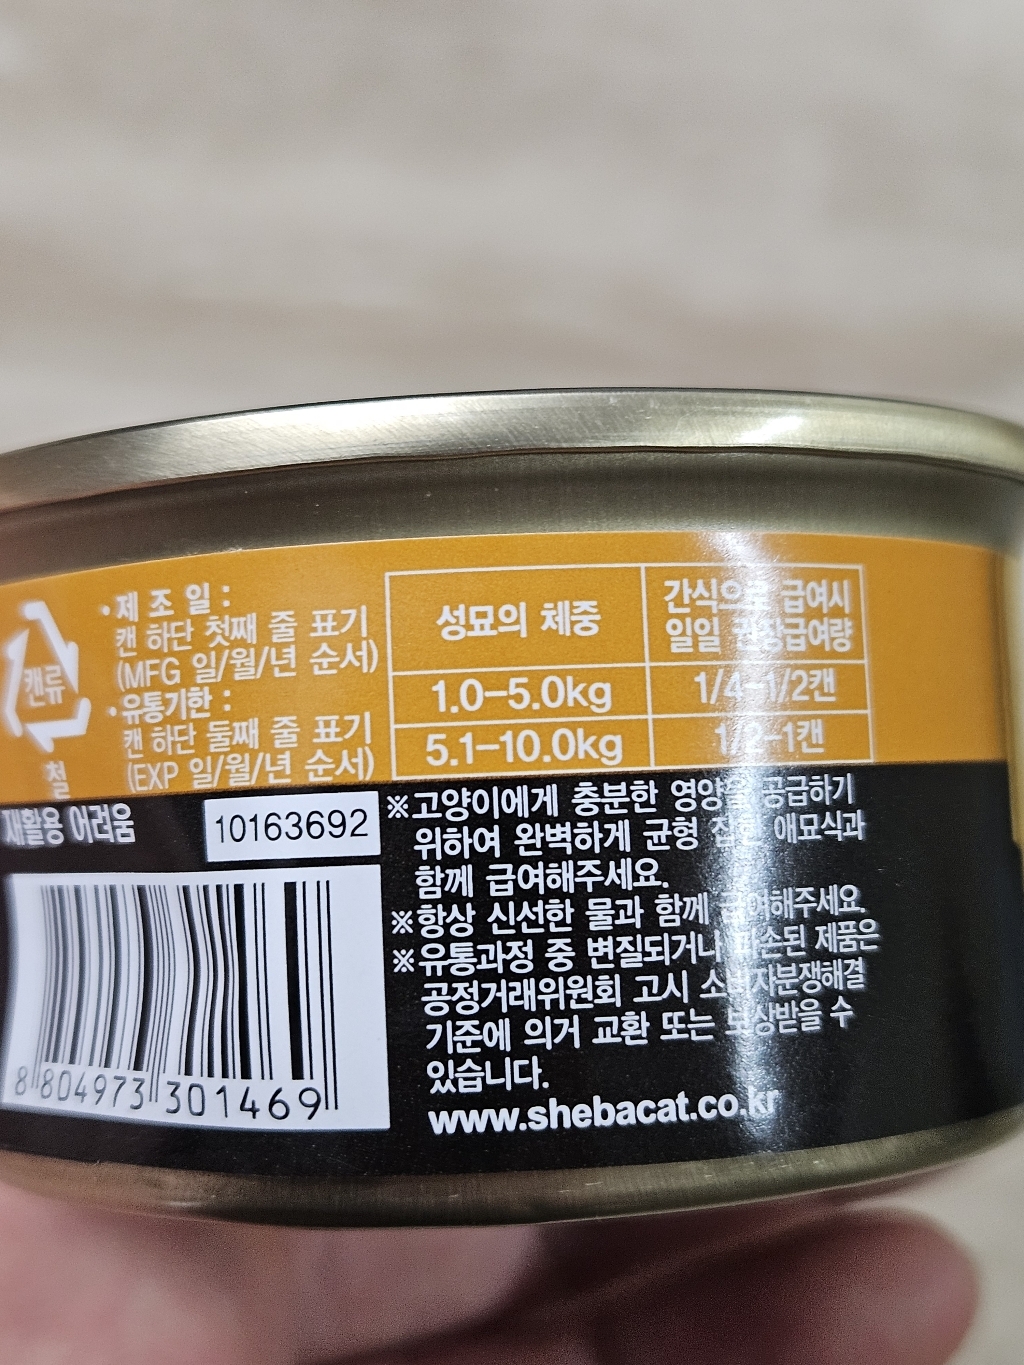 캔류
철
재활용 어려움
• 제 조 일 :
캔 하단 첫째 줄 표기
(MFG 일/월/년 순서)
• 유통기한 :
캔 하단 둘째 줄 표기
(EXP 일/월/년 순서)
성묘의 체중
간식으로 급여시
일일 권장급여량
1.0-5.0kg
1/4-1/2캔
5.1-10.0kg
1/2-1캔
10163692
8 804973 301469
※고양이에게 충분한 영양을 공급하기
위하여 완벽하게 균형 잡힌 애묘식과
함께 급여해주세요.
※항상 신선한 물과 함께 급여해주세요.
※유통과정 중 변질되거나 파손된 제품은
공정거래위원회 고시 소비자분쟁해결
기준에 의거 교환 또는 보상받을 수
있습니다.
www.shebacat.co.kr